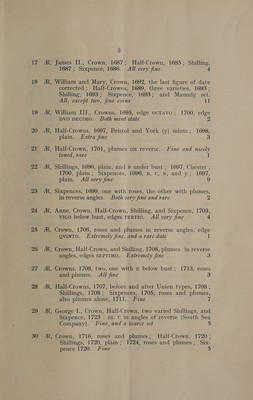 3
17 Æ, James II., Crown, 1687; Half-Crown, 1685; Shilling,
1687; Sixpence, 1686. All very fine 4
18 Æ, William and Mary, Crown, 1692, the last figure of date
corrected; Half-Crowns, 1689, three varieties, 1693;
Shilling, 1693; Sixpence, 1693; and Maundy set.
All, except two, fine coins 11
19 Æ, William III., Crowns, 1695, edge OCTAVO; 1700, edge
DVO DECIMO. Both mint state 2
20 Æ, Half-Crowns, 1697, Bristol and York (y) mints; 1698,
plain. Extra fine 3
21 Æ, Half-Crown, 1701, plumes on reverse. Fine and nicely
toned, rare 1
22 Æ, Shillings, 1696, plain, and B under bust; 1697, Chester,
1700, plain; Sixpences, 1696, B, C, N, and y; 1697,
plain. All very fine 9
23 Æ, Sixpences, 1699, one with roses, the other with plumes,
in reverse angles. Both very fine and rare 2
24 Æ, Anne, Crown, Half-Crown, Shilling, and Sixpence, 1703,
VIGO below bust, edges TERTIO. All very fine 4
25 Æ, Crown, 1706, roses and plumes in reverse angles, edge
QVINTO. Extremely fine, and a rare date 1
26 Æ, Crown, Half-Crown, and Shilling, 1708, plumes in reverse
angles, edges SEPTIMO. Extremely fine 3
27 Æ, Crowns, 1708, two, one with E below bust; 1713, roses
and plumes. All fine 3
28 Æ, Half-Crowns, 1707, before and after Union types, 1708;
Shillings, 1708; Sixpences, 1705, roses and plumes,
also plumes alone, 1711. Fine 7
29 Æ, George I., Crown, Half-Crown, two varied Shillings, and
Sixpence, 1723 SS. C in angles of reverse (South Sea
Company). Fine, and a scarce set 5
30 Æ, Crown, 1716, roses and plumes; Half-Crown, 1720;
Shillings, 1720, plain; 1724, roses and plumes; Six-
pence 1720. Fine 5